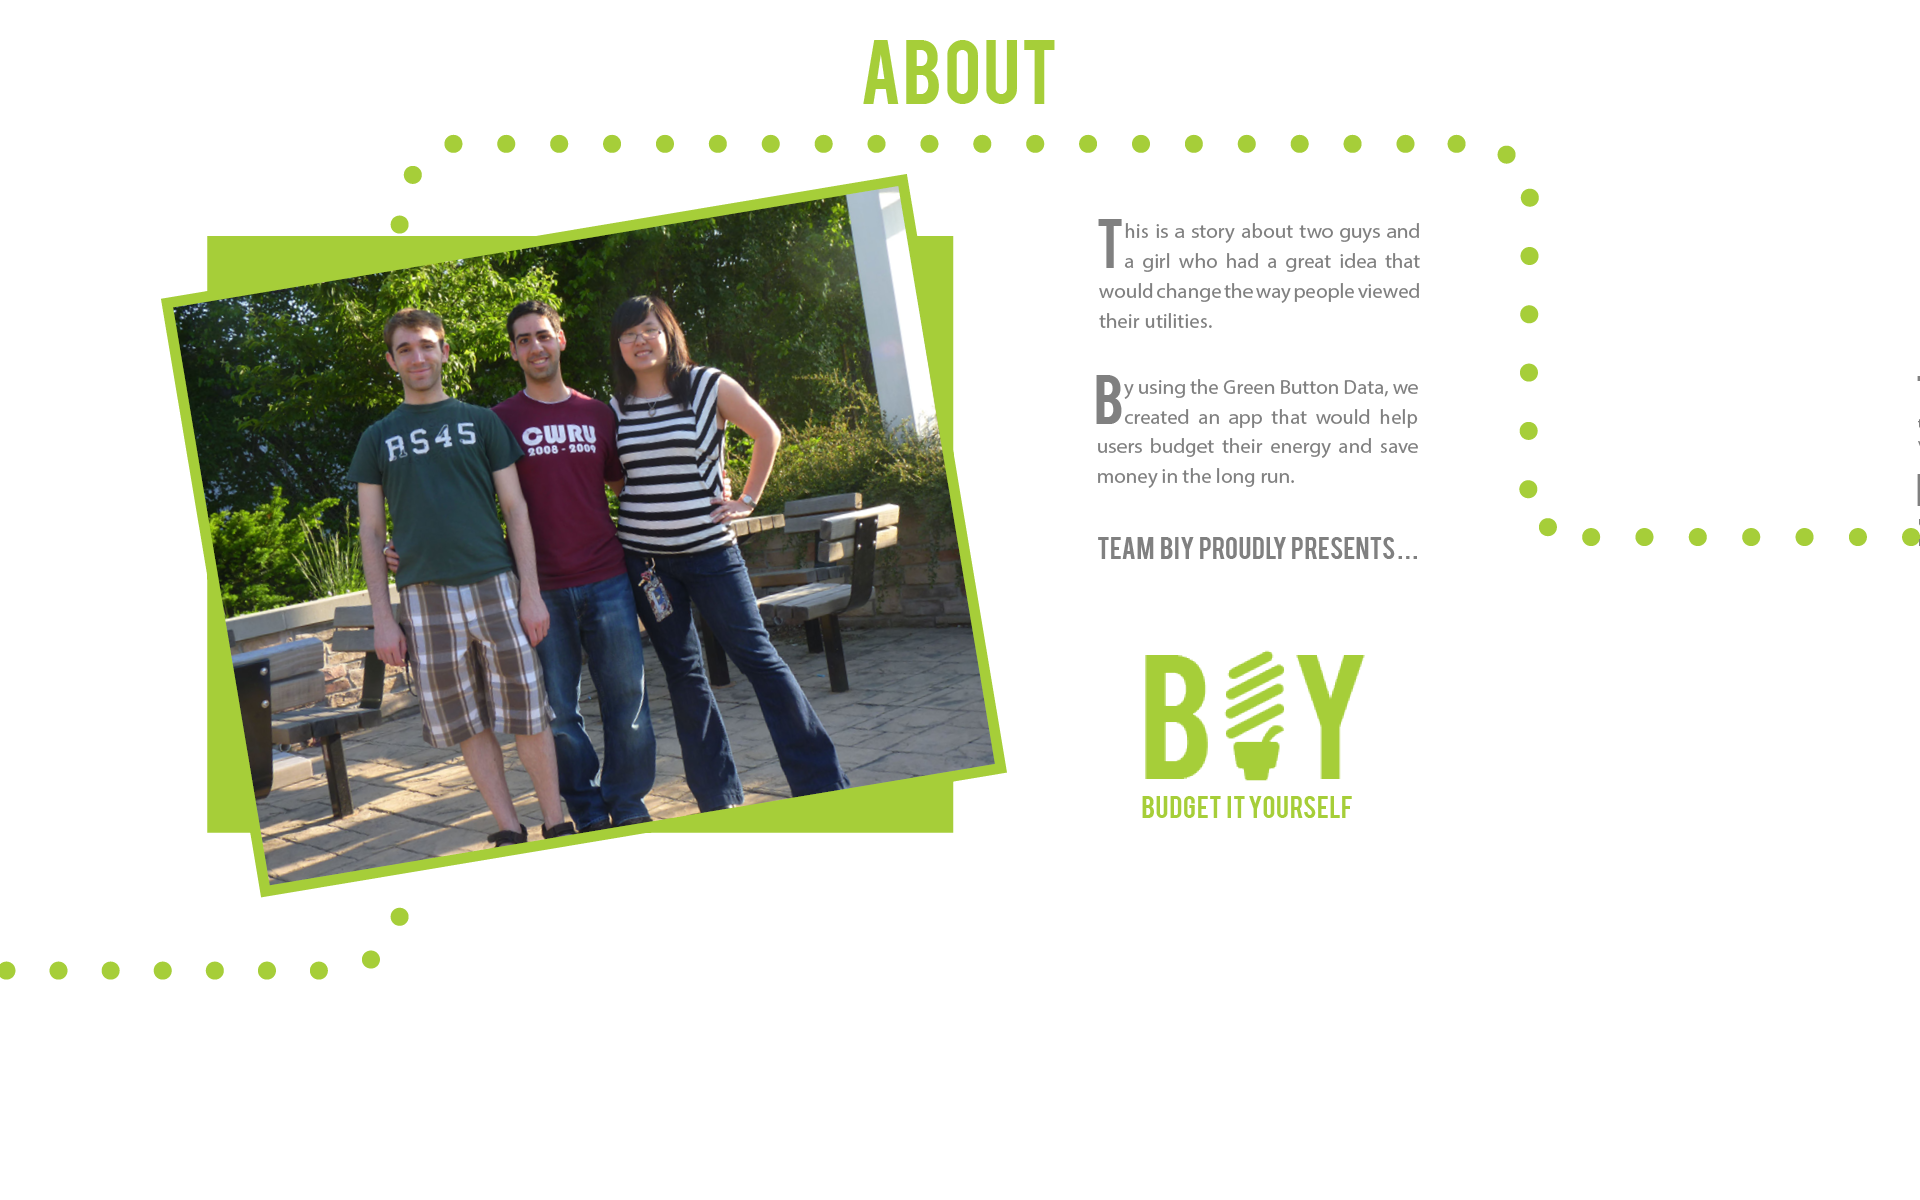 ABOUT
This is a story about two guys and
a girl who had a great idea that
would change the way people viewed
their utilities.
By using the Green Button Data, we
created an app that would help
users budget their energy and save
money in the long run.
TEAM BIY PROUDLY PRESENTS...
RS45
CWRU
2008 - 2009
BIY
BUDGET IT YOURSELF